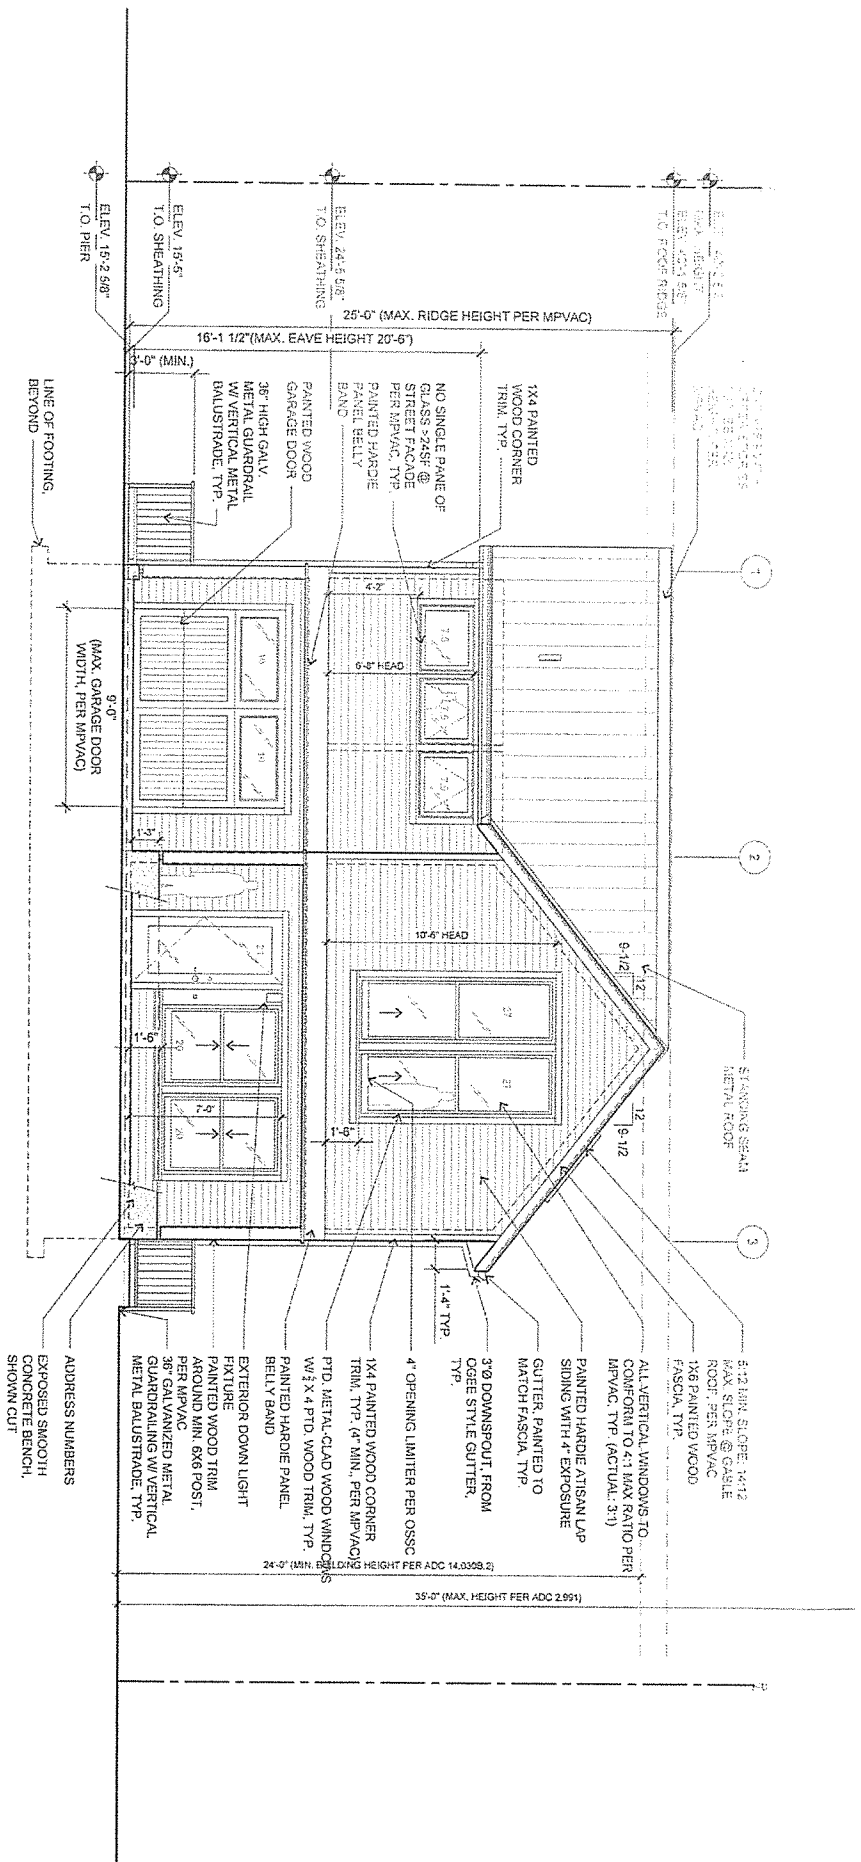 ELEV. 15'-2 5/8"
T.O. PIER
ELEV. 15'-5"
T.O. SHEATHING
ELEV. 24'-5 5/8"
T.O. SHEATHING
T.O. ROOF RIDGE
MAX. HEIGHT
25'-0" (MAX. RIDGE HEIGHT PER MPVAC)
16'-1 1/2"(MAX. EAVE HEIGHT 20'-6")
3'-0" (MIN.)
1X4 PAINTED
WOOD CORNER
TRIM, TYP.
NO SINGLE PANE OF
GLASS >24SF @
STREET FACADE
PER MPVAC, TYP.
PAINTED HARDIE
PANEL BELLY
BAND
PAINTED WOOD
GARAGE DOOR
36" HIGH GALV.
METAL GUARDRAIL
W/ VERTICAL METAL
BALUSTRADE, TYP.
LINE OF FOOTING,
BEYOND
1
2
3
4'-2"
6'-8" HEAD
9'-0"
(MAX. GARAGE DOOR
WIDTH, PER MPVAC)
1'-3"
10'-6" HEAD
1'-6"
7'-0"
1'-6"
20
20
9-1/2
12
12
9-1/2
STANDING SEAM
METAL ROOF
1'-4" TYP.
6:12 MIN. SLOPE; 14:12
MAX. SLOPE @ GABLE
ROOF, PER MPVAC
1X6 PAINTED WOOD
FASCIA, TYP.
ALL VERTICAL WINDOWS TO
COMFORM TO 4:1 MAX RATIO PER
MPVAC, TYP. (ACTUAL: 3:1)
PAINTED HARDIE ATISAN LAP
SIDING WITH 4" EXPOSURE
GUTTER, PAINTED TO
MATCH FASCIA, TYP.
3"Ø DOWNSPOUT, FROM
OGEE STYLE GUTTER,
TYP.
4" OPENING LIMITER PER OSSC
1X4 PAINTED WOOD CORNER
TRIM, TYP. (4" MIN., PER MPVAC)
PTD. METAL-CLAD WOOD WINDOWS
X 4 PTD. WOOD TRIM, TYP.
PAINTED HARDIE PANEL
BELLY BAND
EXTERIOR DOWN LIGHT
FIXTURE
PAINTED WOOD TRIM
AROUND MIN. 6X6 POST,
PER MPVAC
36" GALVANIZED METAL
GUARDRAILING W/ VERTICAL
METAL BALUSTRADE, TYP.
ADDRESS NUMBERS
EXPOSED SMOOTH
CONCRETE BENCH,
SHOWN CUT
24'-0" (MIN. BUILDING HEIGHT PER ADC 14.030B.2)
35'-0" (MAX. HEIGHT PER ADC 2.991)